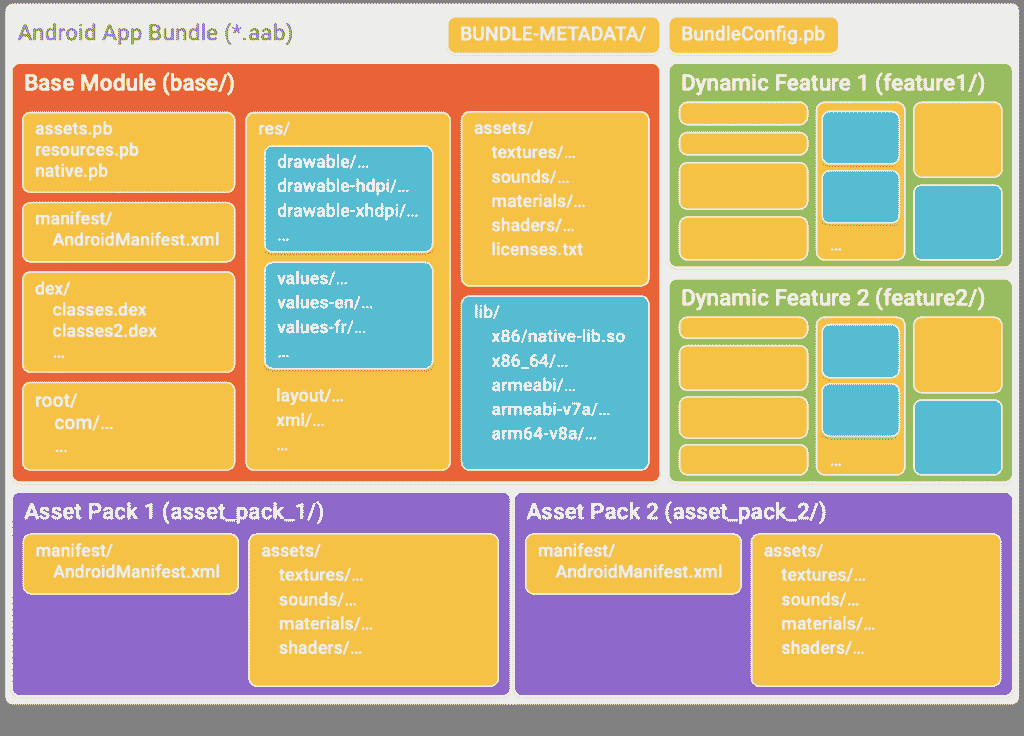 Android App Bundle (*.aab)
BUNDLE-METADATA/
BundleConfig.pb
Base Module (base/)
assets.pb
resources.pb
native.pb
manifest/
AndroidManifest.xml
dex/
classes.dex
classes2.dex
...
root/
com/...
...
res/
drawable/...
drawable-hdpi/...
drawable-xhdpi/...
...
values/...
values-en/...
values-fr/...
...
layout/...
xml/...
...
assets/
textures/...
sounds/...
materials/...
shaders/...
licenses.txt
lib/
x86/native-lib.so
x86_64/...
armeabi/...
armeabi-v7a/...
arm64-v8a/...
Dynamic Feature 1 (feature1/)
...
Dynamic Feature 2 (feature2/)
...
Asset Pack 1 (asset_pack_1/)
manifest/
AndroidManifest.xml
assets/
textures/...
sounds/...
materials/...
shaders/...
Asset Pack 2 (asset_pack_2/)
manifest/
AndroidManifest.xml
assets/
textures/...
sounds/...
materials/...
shaders/...